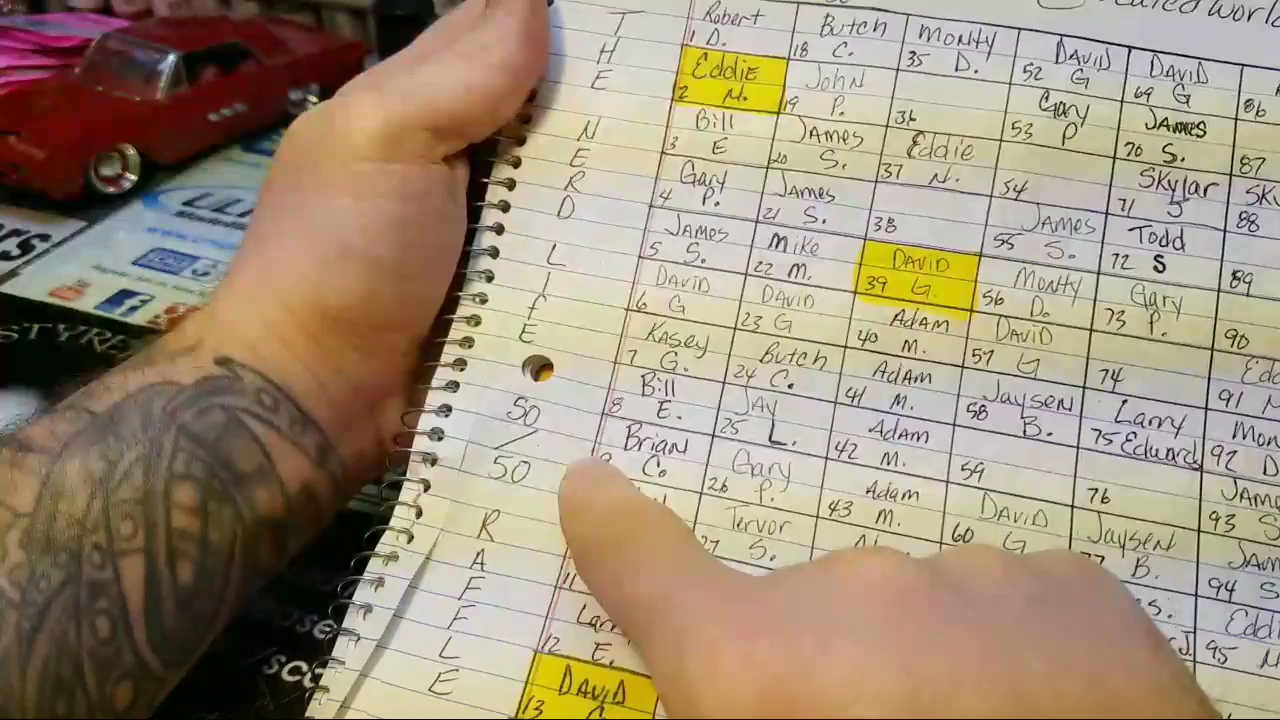 THE NERD LIFE 50/50 RAFFLE
Robert
1 D.
Eddie
2 N.
Bill
3 E
Gary
4 P.
James
5 S.
David
6 G
Kasey
7 G.
Bill
8 E.
Brian
C.
11
12 E.
David
13
Butch
18 C.
John
19 P.
James
20 S.
James
21 S.
Mike
22 M.
David
23 G
Butch
24 C.
Jay
25 L.
Gary
26 P.
Tervor
27 S.
Monty
35 D.
36
Eddie
37 N.
38
David
39 G.
Adam
40 M.
Adam
41 M.
Adam
42 M.
Adam
43 M.
David
52 G
Gary
53 P
54
James
55 S.
Monty
56 D.
David
57 G
Jaysen
58 B.
59
David
60 G
David
69 G
James
70 S.
Skylar
71 J
Todd
72 S
Gary
73 P.
74
Larry
75 Edward
76
Jaysen
B.
S.
J.
86
87
88
89
90
91 N
92 D
93 S
94 S
Eddi
95 N